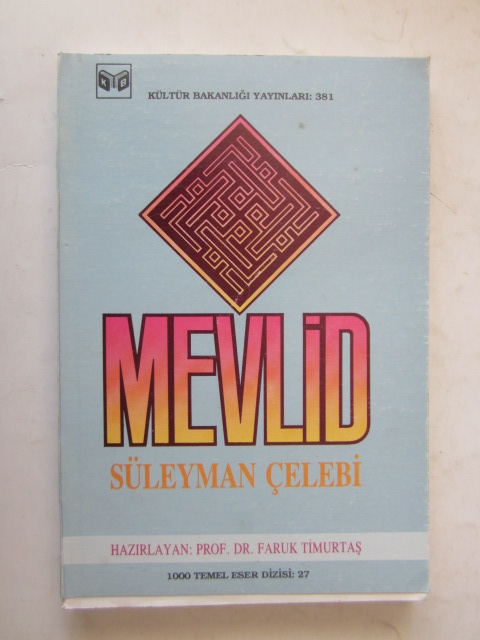 K B
KÜLTÜR BAKANLIĞI YAYINLARI: 381
MEVLİD
SÜLEYMAN ÇELEBİ
HAZIRLAYAN: PROF. DR. FARUK TİMURTAŞ
1000 TEMEL ESER DİZİSİ: 27